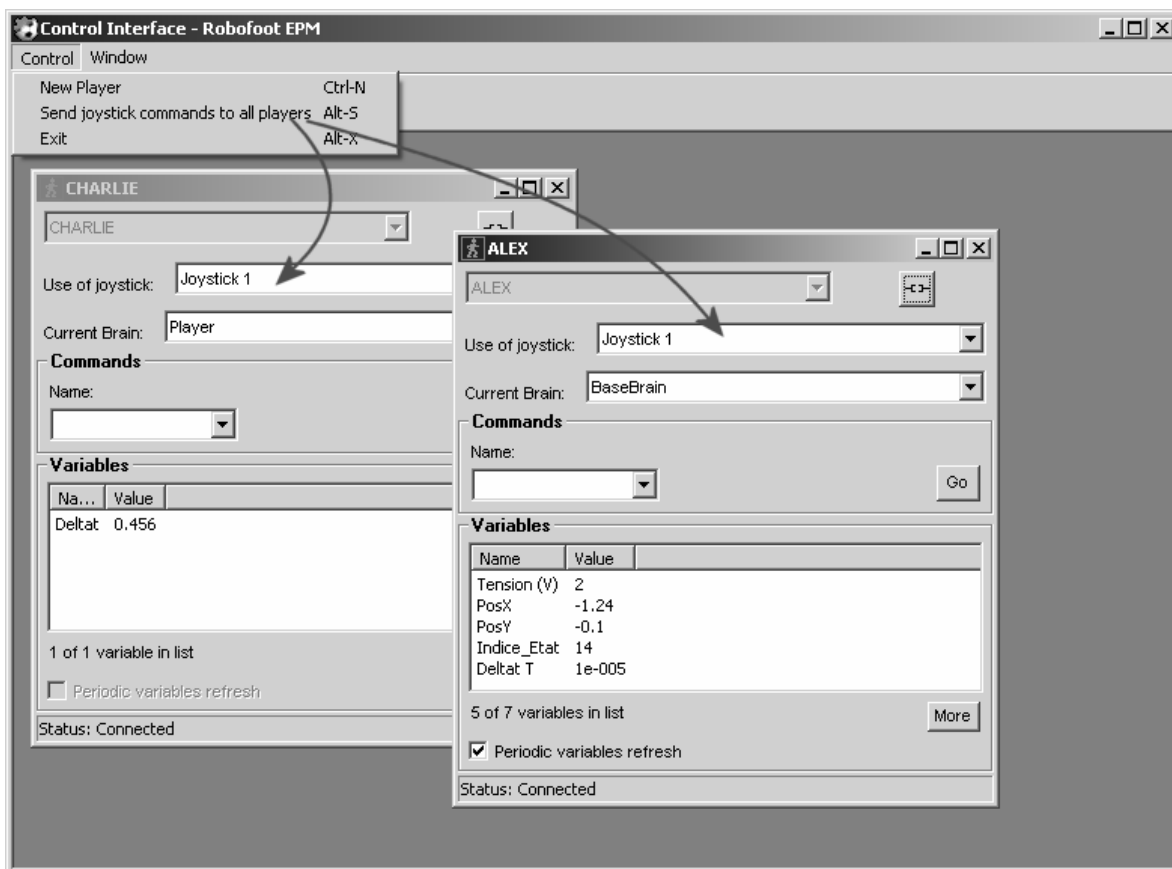 Control Interface - Robofoot EPM
Control Window
New Player Ctrl-N
Send joystick commands to all players Alt-S
Exit Alt-X
CHARLIE
CHARLIE
Use of joystick: Joystick 1
Current Brain: Player
Commands
Name:
Variables
Na... Value
Deltat 0.456
1 of 1 variable in list
Periodic variables refresh
Status: Connected
ALEX
ALEX
Use of joystick: Joystick 1
Current Brain: BaseBrain
Commands
Name:
Go
Variables
Name Value
Tension (V) 2
PosX -1.24
PosY -0.1
Indice_Etat 14
Deltat T 1e-005
5 of 7 variables in list
More
Periodic variables refresh
Status: Connected